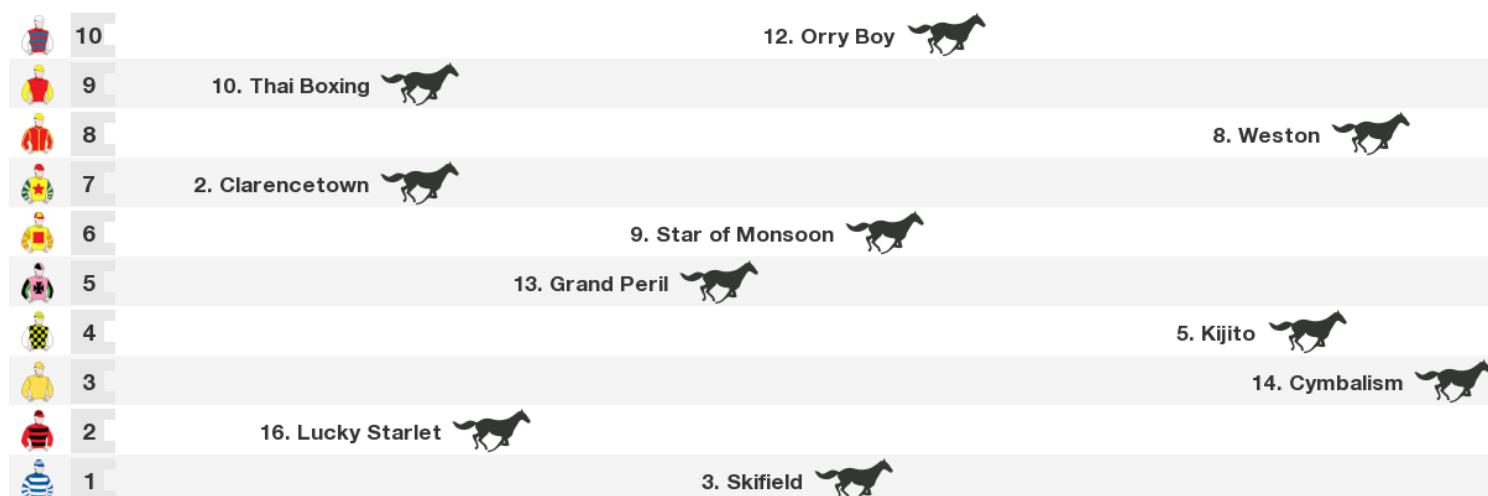 10 12. Orry Boy
9 10. Thai Boxing
8 8. Weston
7 2. Clarencetown
6 9. Star of Monsoon
5 13. Grand Peril
4 5. Kijito
3 14. Cymbalism
2 16. Lucky Starlet
1 3. Skifield